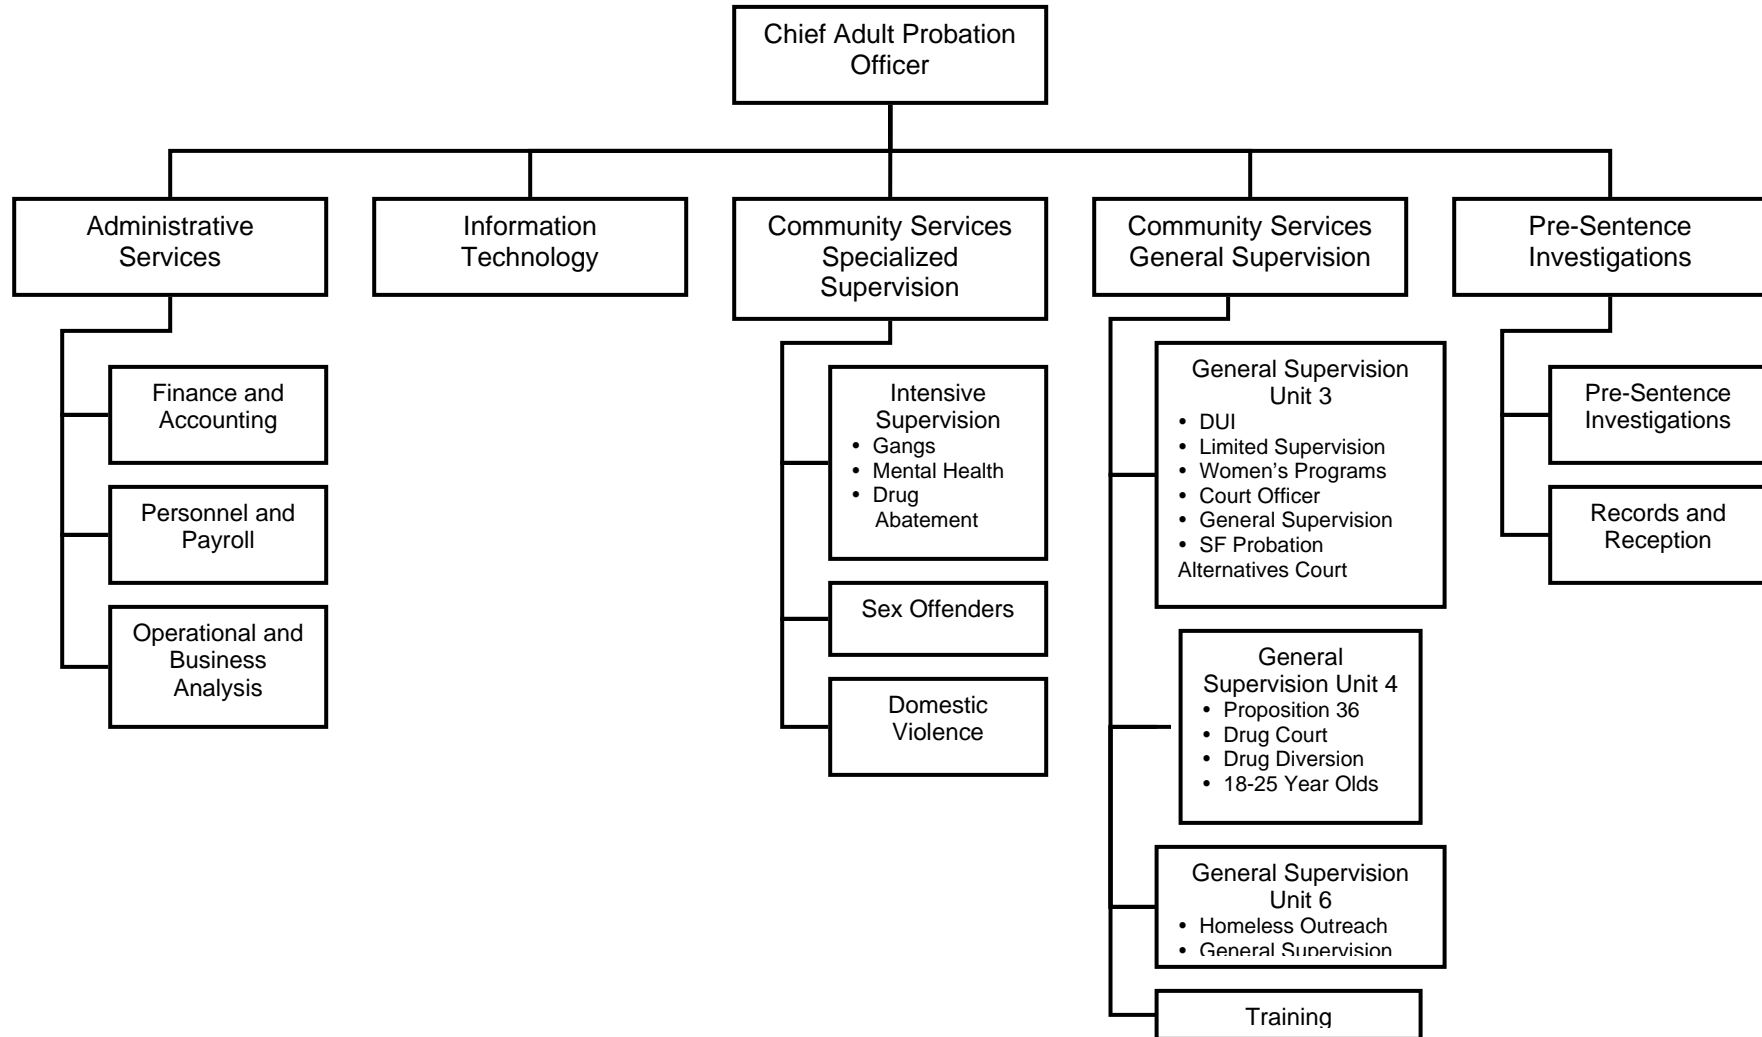 Chief Adult Probation
Officer
Administrative
Services
Information
Technology
Community Services
Specialized
Supervision
Community Services
General Supervision
Pre-Sentence
Investigations
Finance and
Accounting
Personnel and
Payroll
Operational and
Business
Analysis
Intensive
Supervision
• Gangs
• Mental Health
• Drug
Abatement
Sex Offenders
Domestic
Violence
General Supervision
Unit 3
• DUI
• Limited Supervision
• Women’s Programs
• Court Officer
• General Supervision
• SF Probation
Alternatives Court
General
Supervision Unit 4
• Proposition 36
• Drug Court
• Drug Diversion
• 18-25 Year Olds
General Supervision
Unit 6
• Homeless Outreach
• General Supervision
Training
Pre-Sentence
Investigations
Records and
Reception